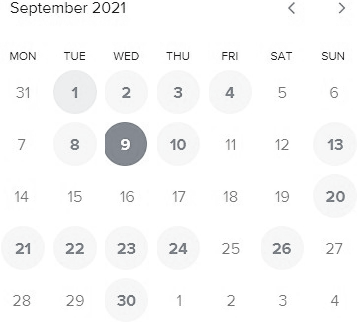 September 2021 < >
MON TUE WED THU FRI SAT SUN
31 1 2 3 4 5 6
7 8 9 10 11 12 13
14 15 16 17 18 19 20
21 22 23 24 25 26 27
28 29 30 1 2 3 4